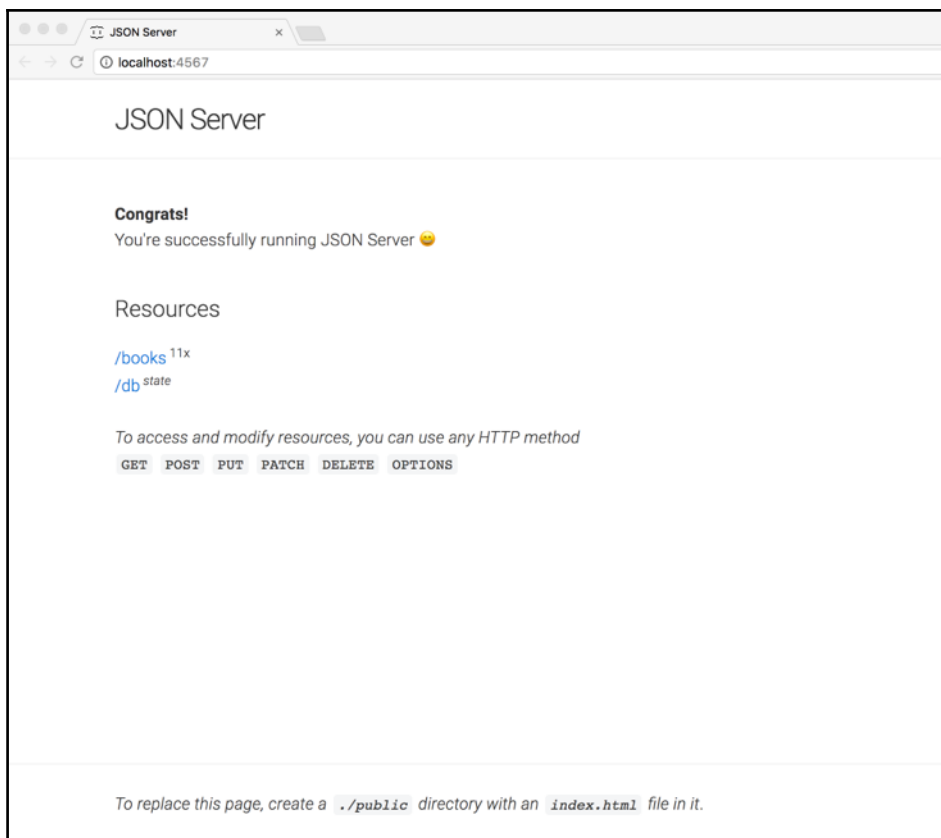 JSON Server
localhost:4567
JSON Server
Congrats!
You're successfully running JSON Server 😄
Resources
/books 11x
/db state
To access and modify resources, you can use any HTTP method
GET POST PUT PATCH DELETE OPTIONS
To replace this page, create a ./public directory with an index.html file in it.